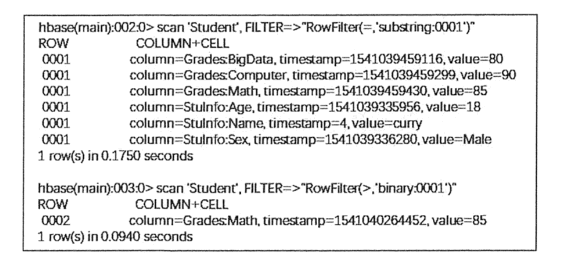 hbase(main):002:0> scan 'Student', FILTER=>"RowFilter(=,'substring:0001')"
ROW COLUMN+CELL
0001 column=Grades:BigData, timestamp=1541039459116, value=80
0001 column=Grades:Computer, timestamp=1541039459299, value=90
0001 column=Grades:Math, timestamp=1541039459430, value=85
0001 column=StuInfo:Age, timestamp=1541039335956, value=18
0001 column=StuInfo:Name, timestamp=4, value=curry
0001 column=StuInfo:Sex, timestamp=1541039336280, value=Male
1 row(s) in 0.1750 seconds
hbase(main):003:0> scan 'Student', FILTER=>"RowFilter(>,'binary:0001')"
ROW COLUMN+CELL
0002 column=Grades:Math, timestamp=1541040264452, value=85
1 row(s) in 0.0940 seconds